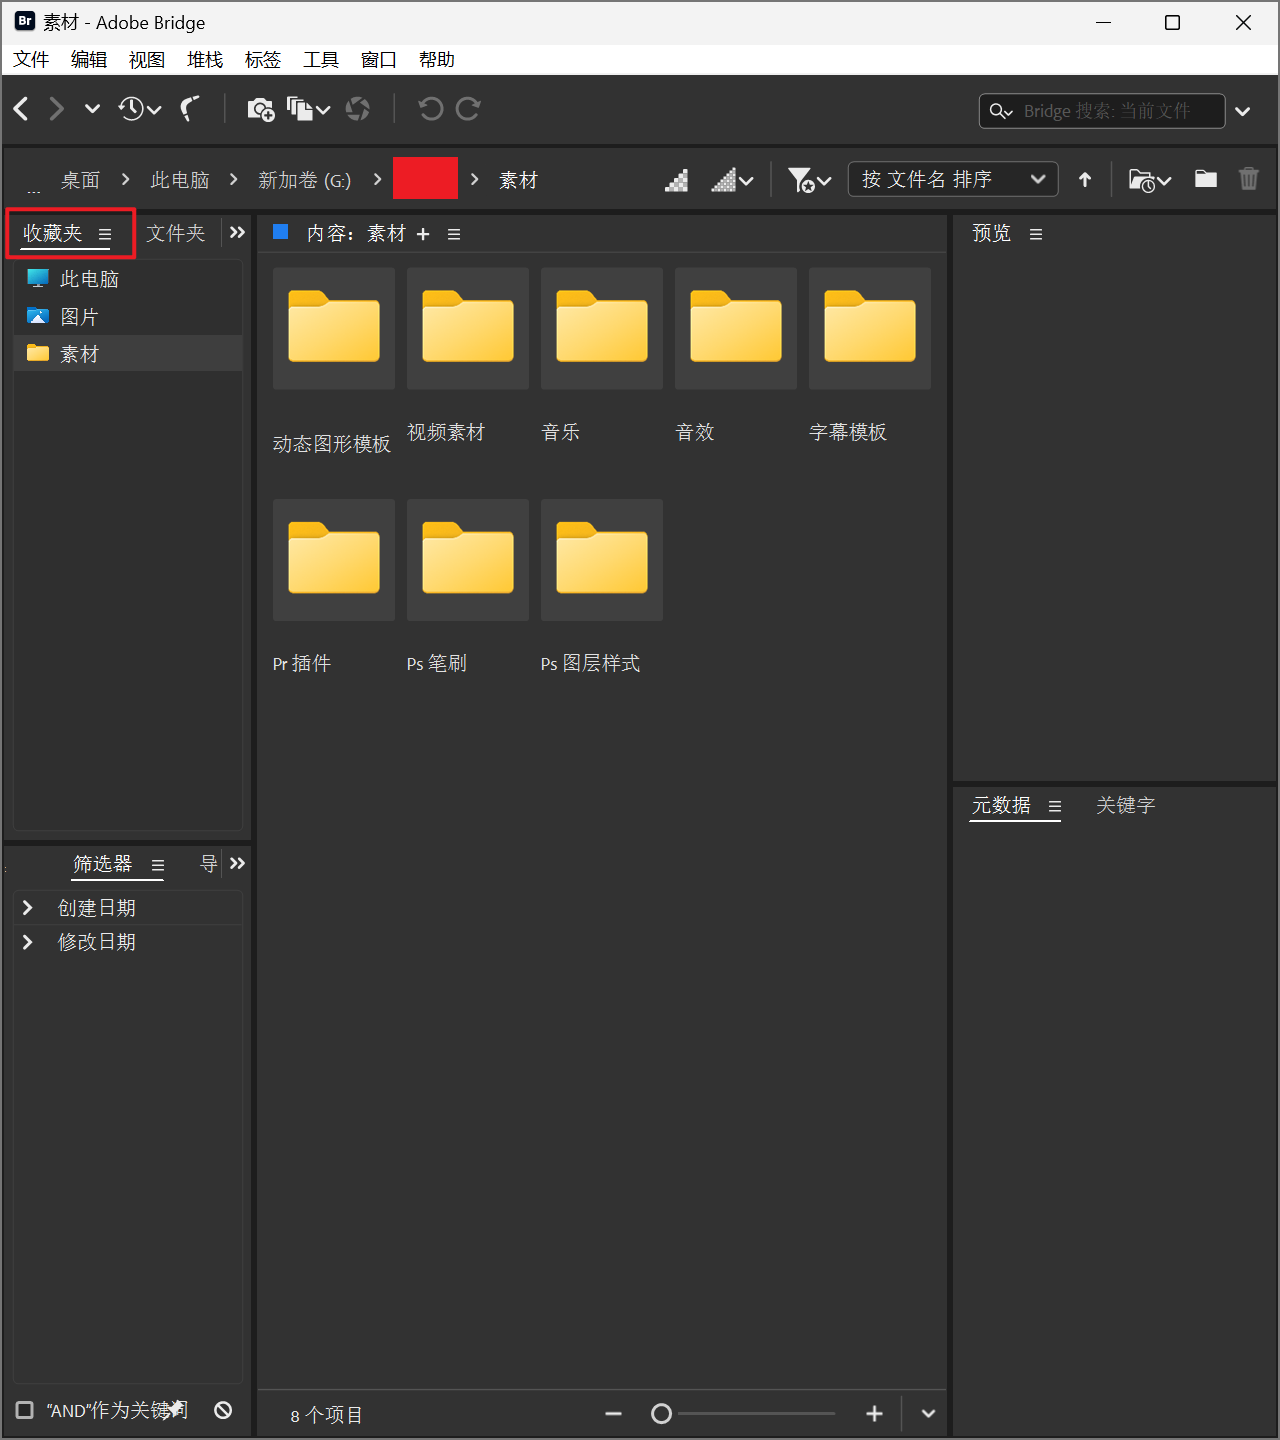 Br 素材 - Adobe Bridge
文件 编辑 视图 堆栈 标签 工具 窗口 帮助
Bridge 搜索: 当前文件
... 桌面 此电脑 新加卷 (G:) 素材 按 文件名 排序
收藏夹 文件夹
内容：素材
预览
此电脑
图片
素材
动态图形模板 视频素材 音乐 音效 字幕模板
Pr 插件 Ps 笔刷 Ps 图层样式
元数据 关键字
筛选器 导
创建日期
修改日期
“AND”作为关键词
8 个项目